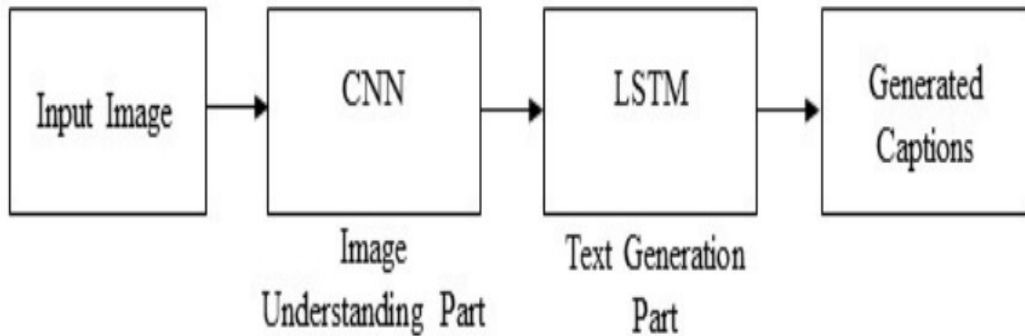 Input Image
CNN
LSTM
Generated
Captions
Image
Understanding Part
Text Generation
Part